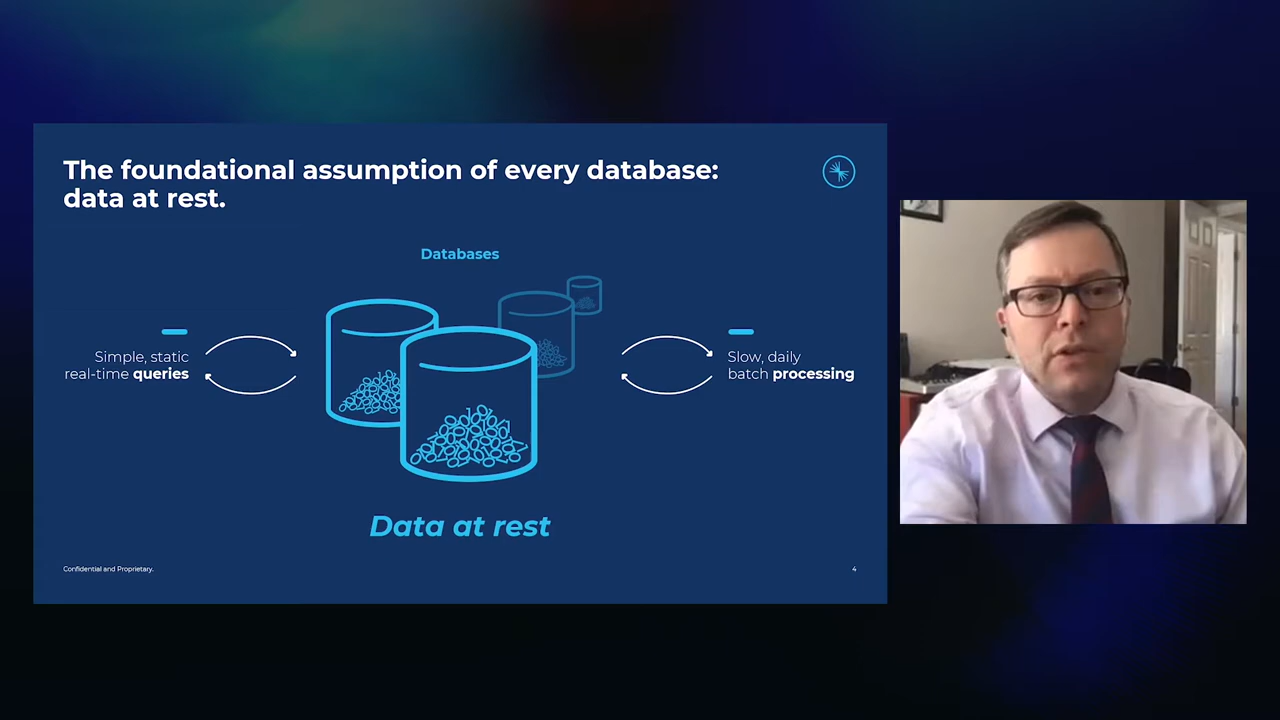 The foundational assumption of every database:
data at rest.
Databases
Simple, static
real-time queries
Slow, daily
batch processing
Data at rest
Confidential and Proprietary.
4